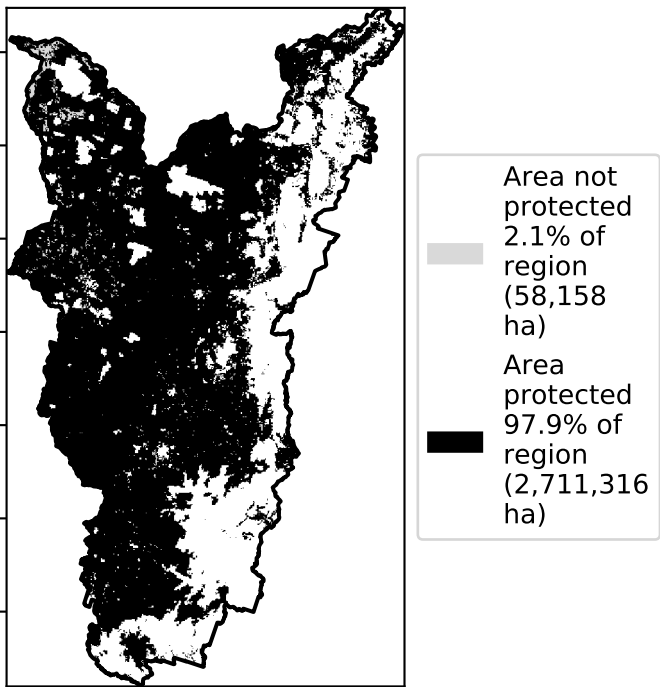 Area not
protected
2.1% of
region
(58,158
ha)
Area
protected
97.9% of
region
(2,711,316
ha)